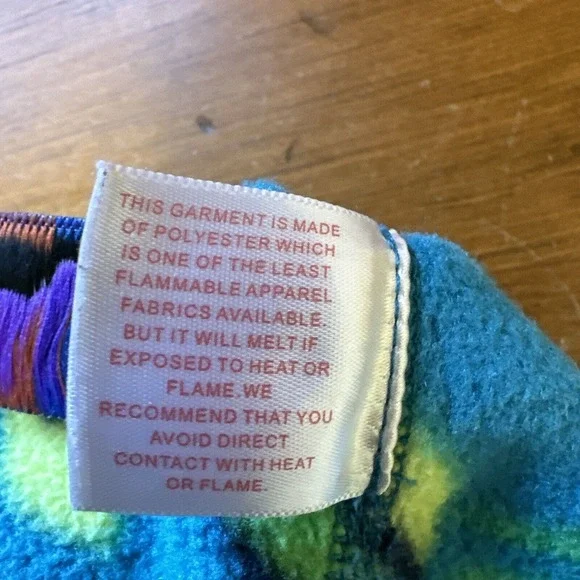 THIS GARMENT IS MADE
OF POLYESTER WHICH
IS ONE OF THE LEAST
FLAMMABLE APPAREL
FABRICS AVAILABLE.
BUT IT WILL MELT IF
EXPOSED TO HEAT OR
FLAME.WE
RECOMMEND THAT YOU
AVOID DIRECT
CONTACT WITH HEAT
OR FLAME.